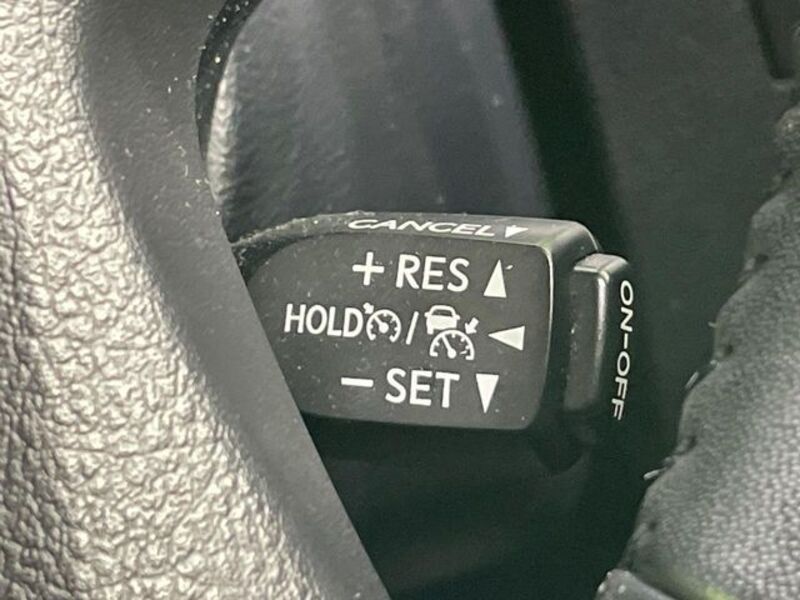 CANCEL
+ RES
HOLD /
- SET
ON-OFF